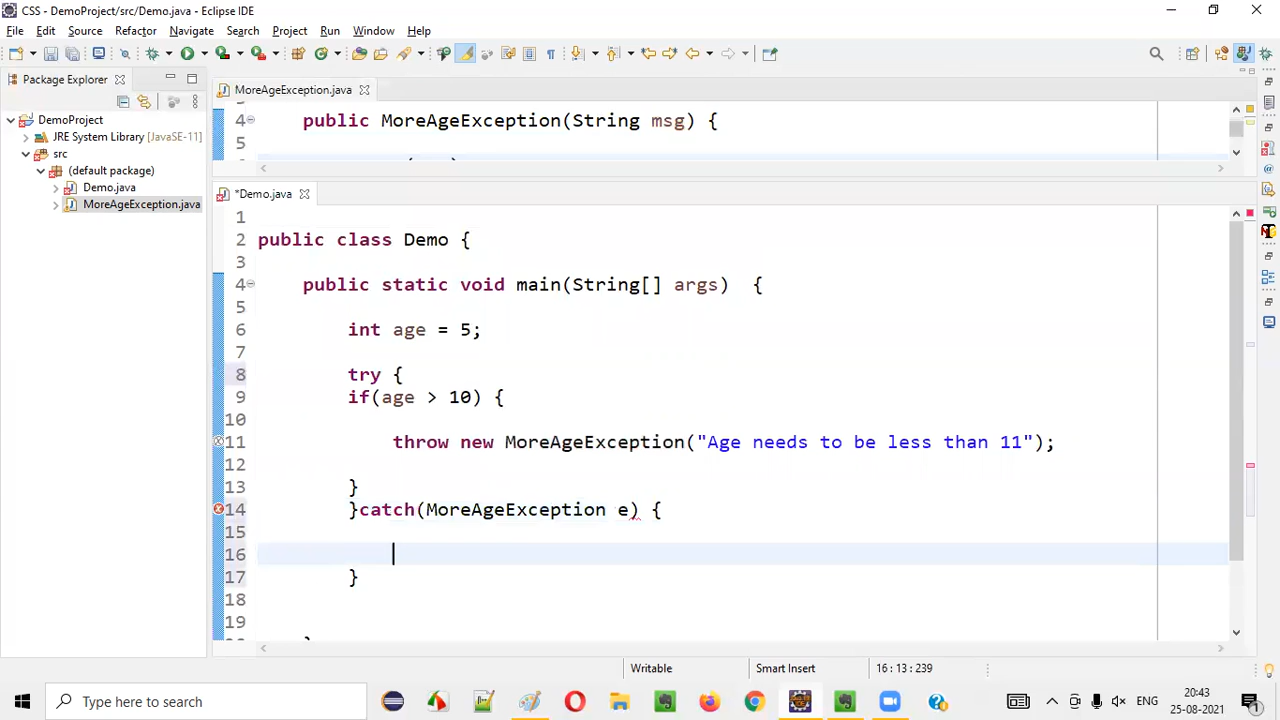 CSS - DemoProject/src/Demo.java - Eclipse IDE
File Edit Source Refactor Navigate Search Project Run Window Help
Package Explorer
DemoProject
JRE System Library [JavaSE-11]
src
(default package)
Demo.java
MoreAgeException.java
MoreAgeException.java
4 public MoreAgeException(String msg) {
5
*Demo.java
1
2 public class Demo {
3
4 public static void main(String[] args) {
5
6 int age = 5;
7
8 try {
9 if(age > 10) {
10
11 throw new MoreAgeException("Age needs to be less than 11");
12
13 }
14 }catch(MoreAgeException e) {
15
16
17 }
18
19
Writable Smart Insert 16 : 13 : 239
Type here to search
ENG
20:43
25-08-2021